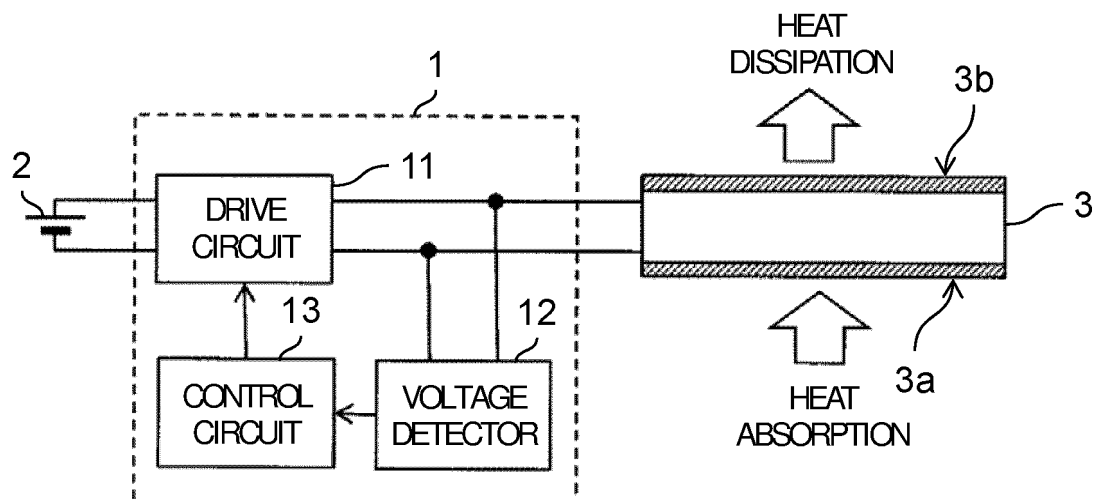 HEAT
DISSIPATION
1
3b
2
11
DRIVE
CIRCUIT
3
13
12
CONTROL
CIRCUIT
VOLTAGE
DETECTOR
3a
HEAT
ABSORPTION